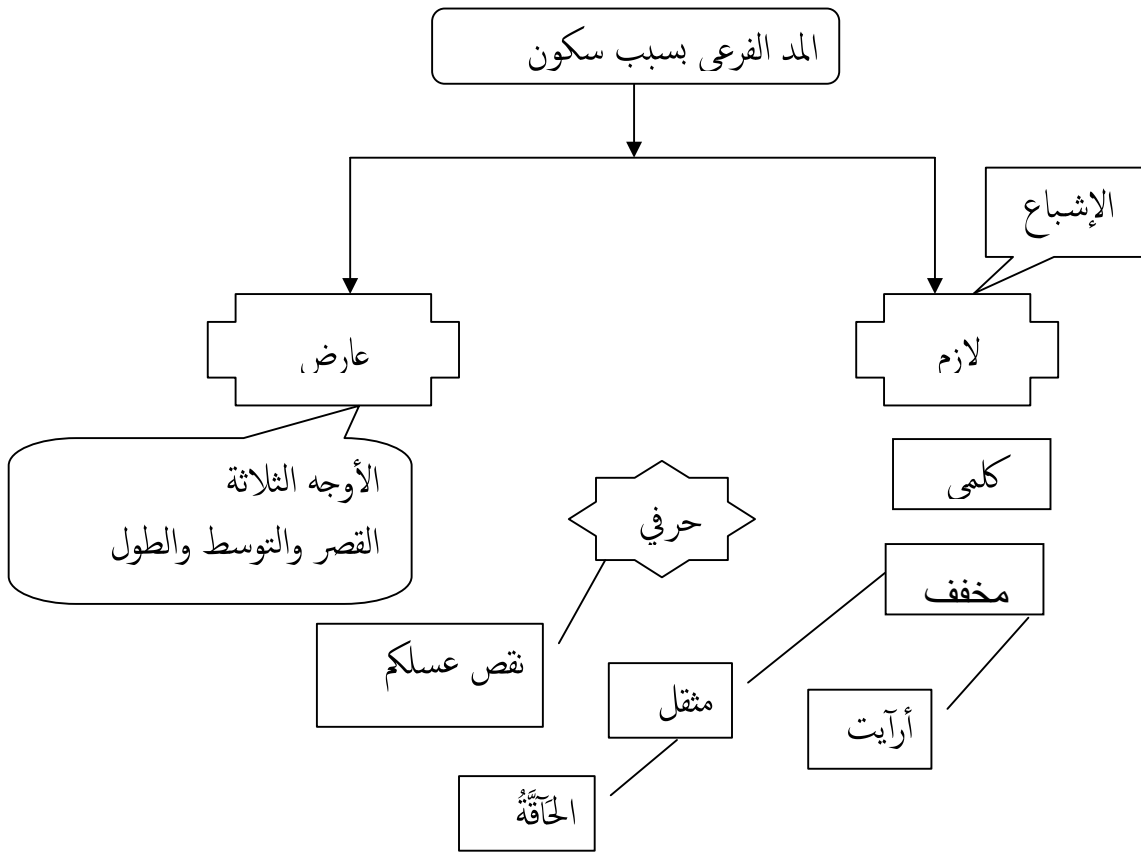 المد الفرعى بسبب سكون
الإشباع
لازم
عارض
كلمى
الأوجه الثلاثة
القصر والتوسط والطول
حرفي
مخفف
نقص عسلكم
مثقل
أرآيت
الحَآقَّةُ